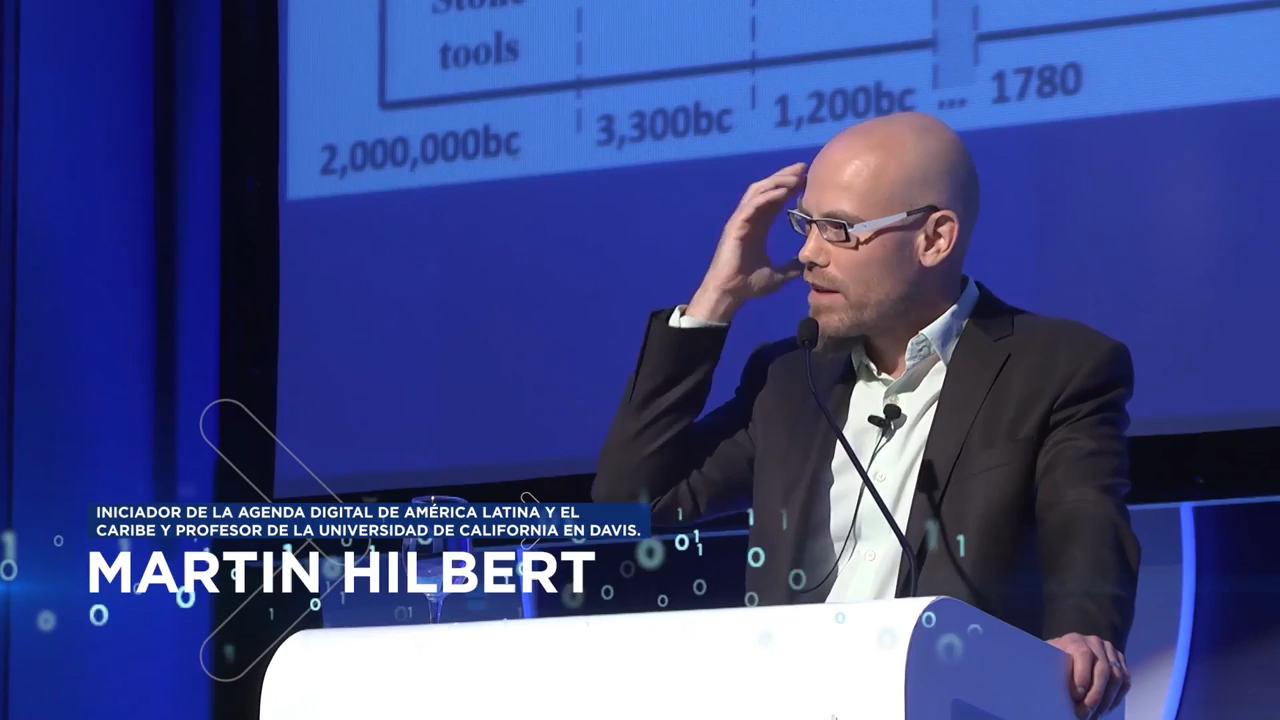 Stone
tools
2,000,000bc
3,300bc
1,200bc
...
1780
INICIADOR DE LA AGENDA DIGITAL DE AMÉRICA LATINA Y EL
CARIBE Y PROFESOR DE LA UNIVERSIDAD DE CALIFORNIA EN DAVIS.
MARTIN HILBERT